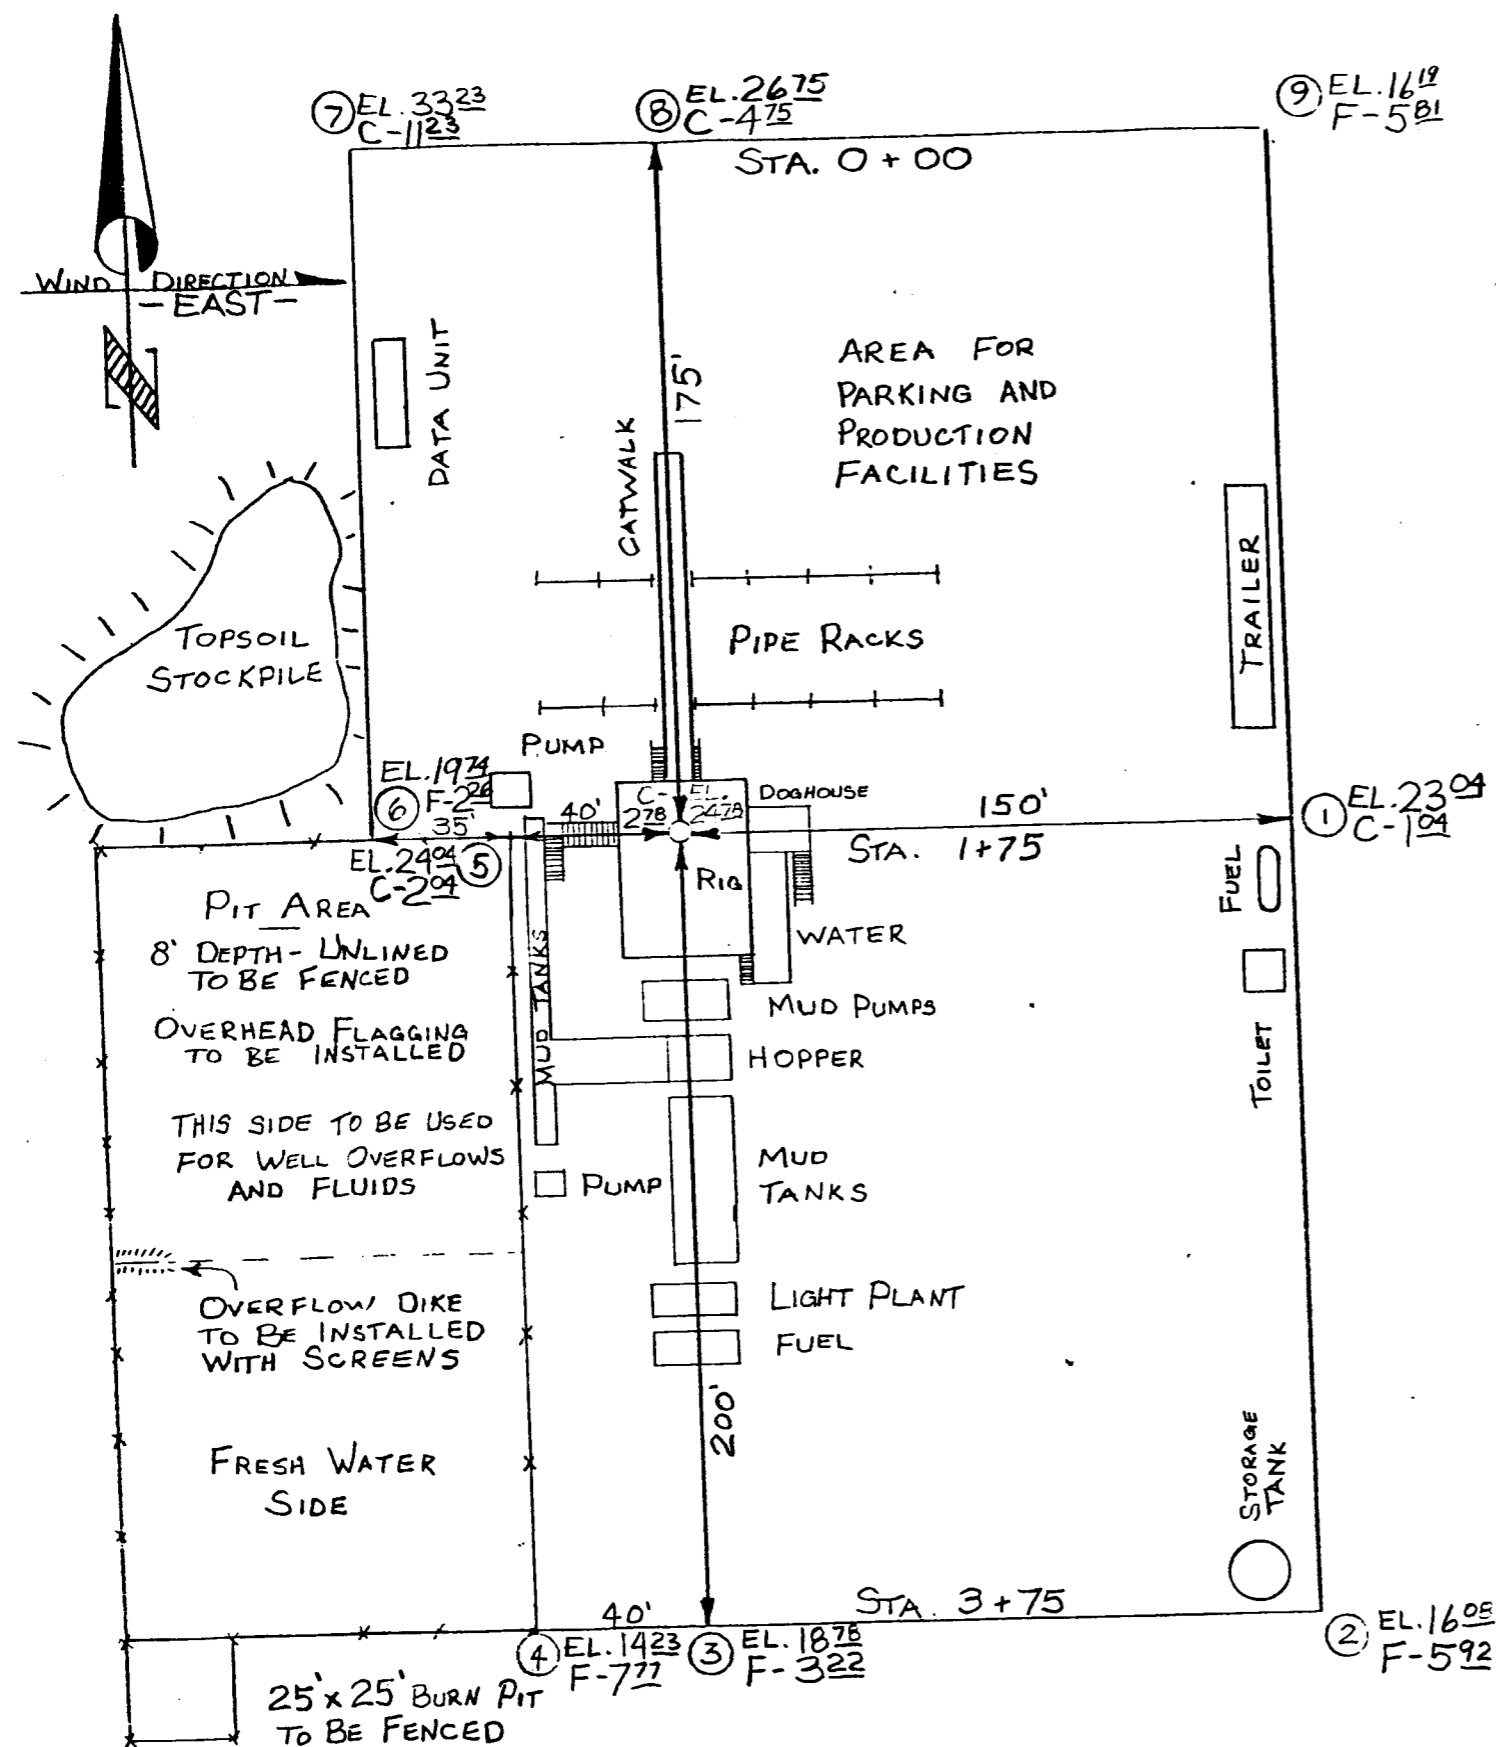 7 EL. 33 23
C-11 23
8 EL. 26 75
C-4 75
9 EL. 16 19
F-5 81
STA. 0 + 00
WIND DIRECTION
- EAST -
N
DATA UNIT
175'
CATWALK
AREA FOR
PARKING AND
PRODUCTION
FACILITIES
TRAILER
TOPSOIL
STOCKPILE
PIPE RACKS
PUMP
EL. 19 74
6 F-2 26
35'
40'
C-
2 78
EL.
24 78
DOGHOUSE
150'
STA. 1+75
1 EL. 23 04
C-1 04
EL. 24 04 5
C-2 04
RIG
FUEL
WATER
PIT AREA
8' DEPTH - UNLINED
TO BE FENCED
OVERHEAD FLAGGING
TO BE INSTALLED
THIS SIDE TO BE USED
FOR WELL OVERFLOWS
AND FLUIDS
MUD TANKS
MUD PUMPS
HOPPER
TOILET
PUMP
MUD
TANKS
OVERFLOW DIKE
TO BE INSTALLED
WITH SCREENS
LIGHT PLANT
FUEL
200'
FRESH WATER
SIDE
STORAGE
TANK
STA. 3+75
40'
4 EL. 14 23
F-7 77
3 EL. 18 78
F-3 22
2 EL. 16 08
F-5 92
25' x 25' BURN PIT
TO BE FENCED